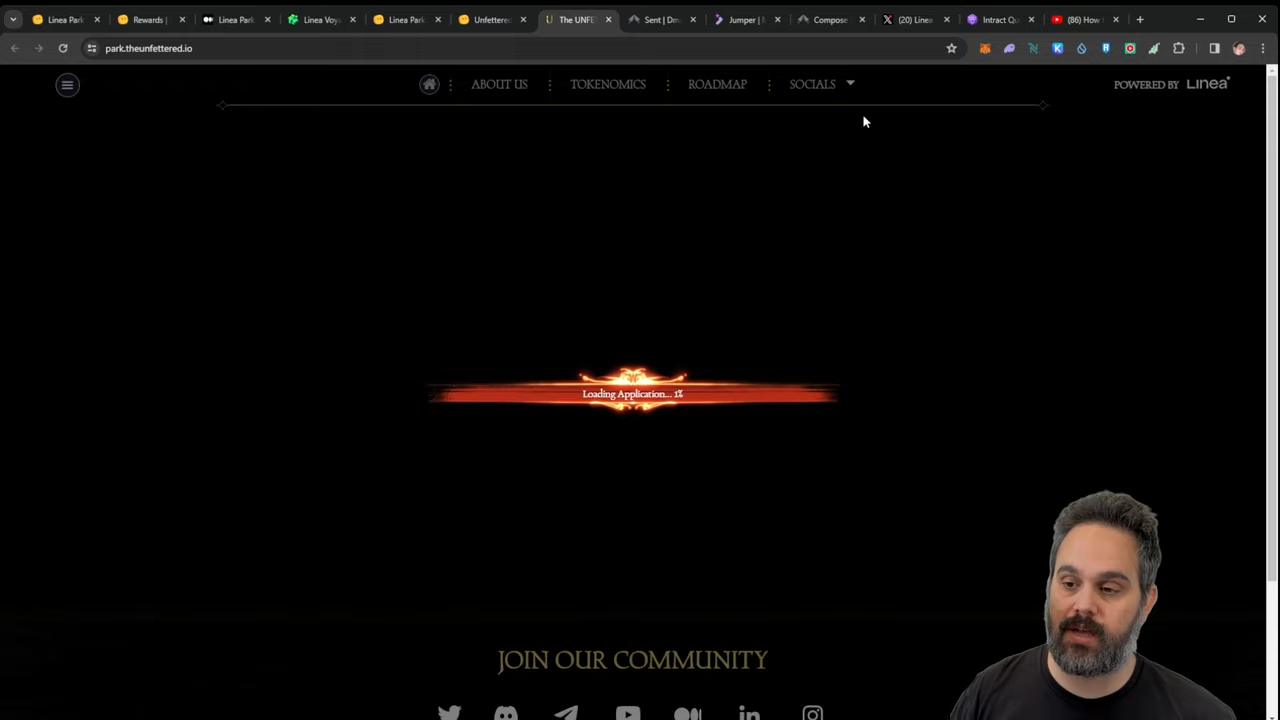 Linea Park
Rewards |
Linea Park
Linea Voy
Linea Park
Unfettered
The UNFE
Sent | Dm
Jumper | M
Compose
(20) Linea
Intract Qu
(86) How
park.theunfettered.io
ABOUT US
TOKENOMICS
ROADMAP
SOCIALS
POWERED BY Linea
Loading Application... 1%
JOIN OUR COMMUNITY